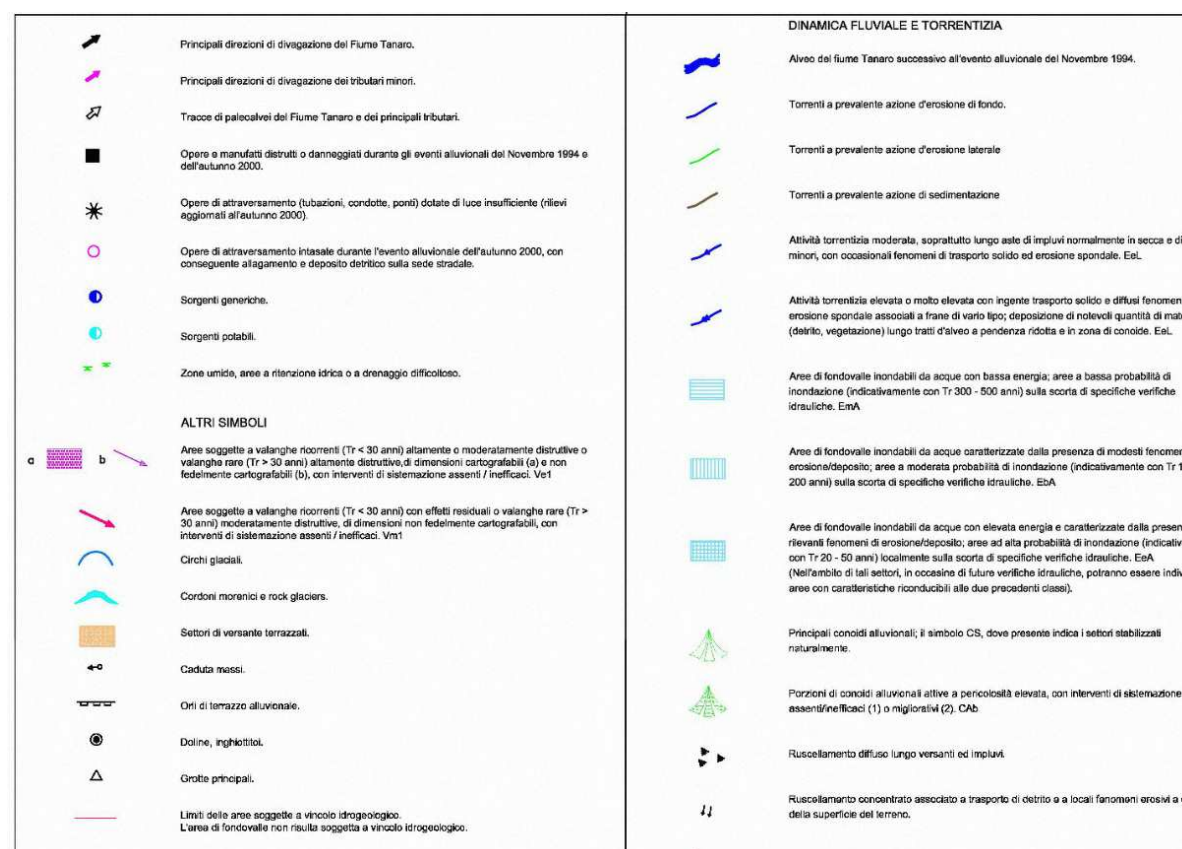 Principali direzioni di divagazione del Fiume Tanaro.
Principali direzioni di divagazione dei tributari minori.
Tracce di paleoalvei del Fiume Tanaro e dei principali tributari.
Opere e manufatti distrutti o danneggiati durante gli eventi alluvionali del Novembre 1994 e
dell'autunno 2000.
Opere di attraversamento (tubazioni, condotte, ponti) dotate di luce insufficiente (rilievi
aggiornati all'autunno 2000).
Opere di attraversamento intasate durante l'evento alluvionale dell'autunno 2000, con
conseguente allagamento e deposito detritico sulla sede stradale.
Sorgenti generiche.
Sorgenti potabili.
Zone umide, aree a ritenzione idrica o a drenaggio difficoltoso.
ALTRI SIMBOLI
a b
Aree soggette a valanghe ricorrenti (Tr < 30 anni) altamente o moderatamente distruttive o
valanghe rare (Tr > 30 anni) altamente distruttive,di dimensioni cartografabili (a) e non
fedelmente cartografabili (b), con interventi di sistemazione assenti / inefficaci. Ve1
Aree soggette a valanghe ricorrenti (Tr < 30 anni) con effetti residuali o valanghe rare (Tr >
30 anni) moderatamente distruttive, di dimensioni non fedelmente cartografabili, con
interventi di sistemazione assenti / inefficaci. Vm1
Circhi glaciali.
Cordoni morenici e rock glaciers.
Settori di versante terrazzati.
Caduta massi.
Orli di terrazzo alluvionale.
Doline, inghiottitoi.
Grotte principali.
Limiti delle aree soggette a vincolo idrogeologico.
L'area di fondovalle non risulta soggetta a vincolo idrogeologico.
DINAMICA FLUVIALE E TORRENTIZIA
Alveo del fiume Tanaro successivo all'evento alluvionale del Novembre 1994.
Torrenti a prevalente azione d'erosione di fondo.
Torrenti a prevalente azione d'erosione laterale
Torrenti a prevalente azione di sedimentazione
Attività torrentizia moderata, soprattutto lungo aste di impluvi normalmente in secca e di
minori, con occasionali fenomeni di trasporto solido ed erosione spondale. EeL
Attività torrentizia elevata o molto elevata con ingente trasporto solido e diffusi fenomen
erosione spondale associati a frane di vario tipo; deposizione di notevoli quantità di mate
(detrito, vegetazione) lungo tratti d'alveo a pendenza ridotta e in zona di conoide. EeL
Aree di fondovalle inondabili da acque con bassa energia; aree a bassa probabilità di
inondazione (indicativamente con Tr 300 - 500 anni) sulla scorta di specifiche verifiche
idrauliche. EmA
Aree di fondovalle inondabili da acque caratterizzate dalla presenza di modesti fenomen
erosione/deposito; aree a moderata probabilità di inondazione (indicativamente con Tr 1
200 anni) sulla scorta di specifiche verifiche idrauliche. EbA
Aree di fondovalle inondabili da acque con elevata energia e caratterizzate dalla presen
rilevanti fenomeni di erosione/deposito; aree ad alta probabilità di inondazione (indicativ
con Tr 20 - 50 anni) localmente sulla scorta di specifiche verifiche idrauliche. EeA
(Nell'ambito di tali settori, in occasine di future verifiche idrauliche, potranno essere indiv
aree con caratteristiche riconducibili alle due precedenti classi).
Principali conoidi alluvionali; il simbolo CS, dove presente indica i settori stabilizzati
naturalmente.
Porzioni di conoidi alluvionali attive a pericolosità elevata, con interventi di sistemazione
assenti/inefficaci (1) o migliorativi (2). CAb
Ruscellamento diffuso lungo versanti ed impluvi.
Ruscellamento concentrato associato a trasporto di detrito e a locali fenomeni erosivi a
della superficie del terreno.